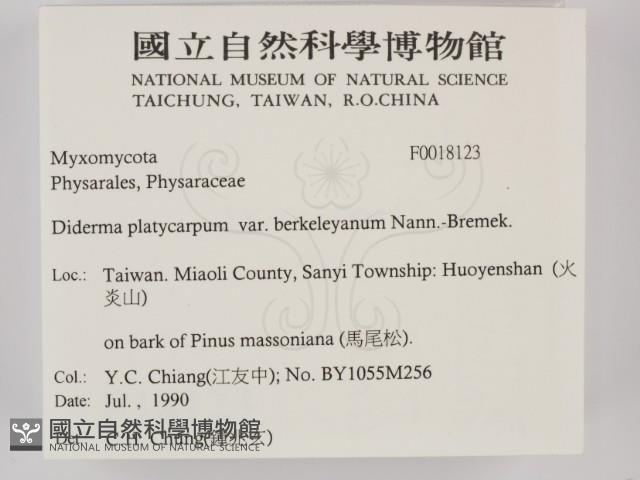 國立自然科學博物館
NATIONAL MUSEUM OF NATURAL SCIENCE
TAICHUNG, TAIWAN, R.O.CHINA
Myxomycota F0018123
Physarales, Physaraceae
Diderma platycarpum var. berkeleyanum Nann.-Bremek.
Loc.: Taiwan. Miaoli County, Sanyi Township: Huoyenshan (火
炎山)
on bark of Pinus massoniana (馬尾松).
Col.: Y.C. Chiang(江友中); No. BY1055M256
Date: Jul., 1990
Det.: C.H. Chung
國立自然科學博物館
NATIONAL MUSEUM OF NATURAL SCIENCE